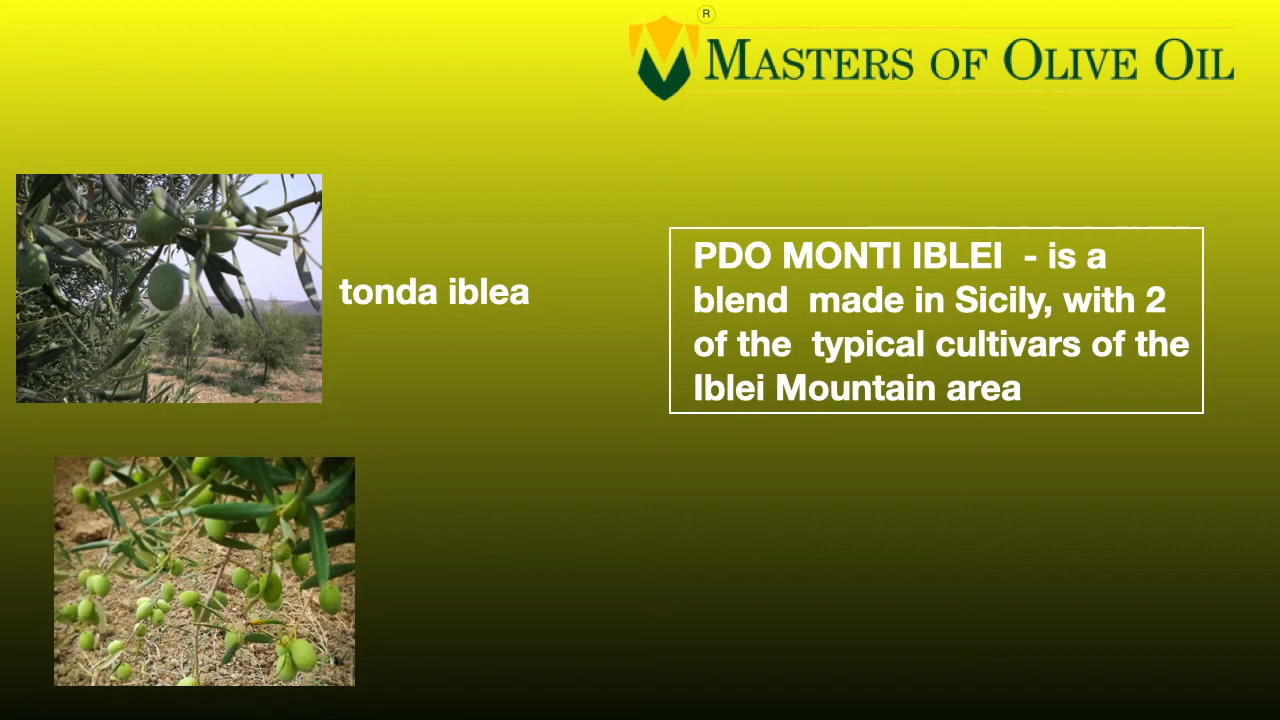 R
MASTERS OF OLIVE OIL
tonda iblea
PDO MONTI IBLEI - is a
blend made in Sicily, with 2
of the typical cultivars of the
Iblei Mountain area